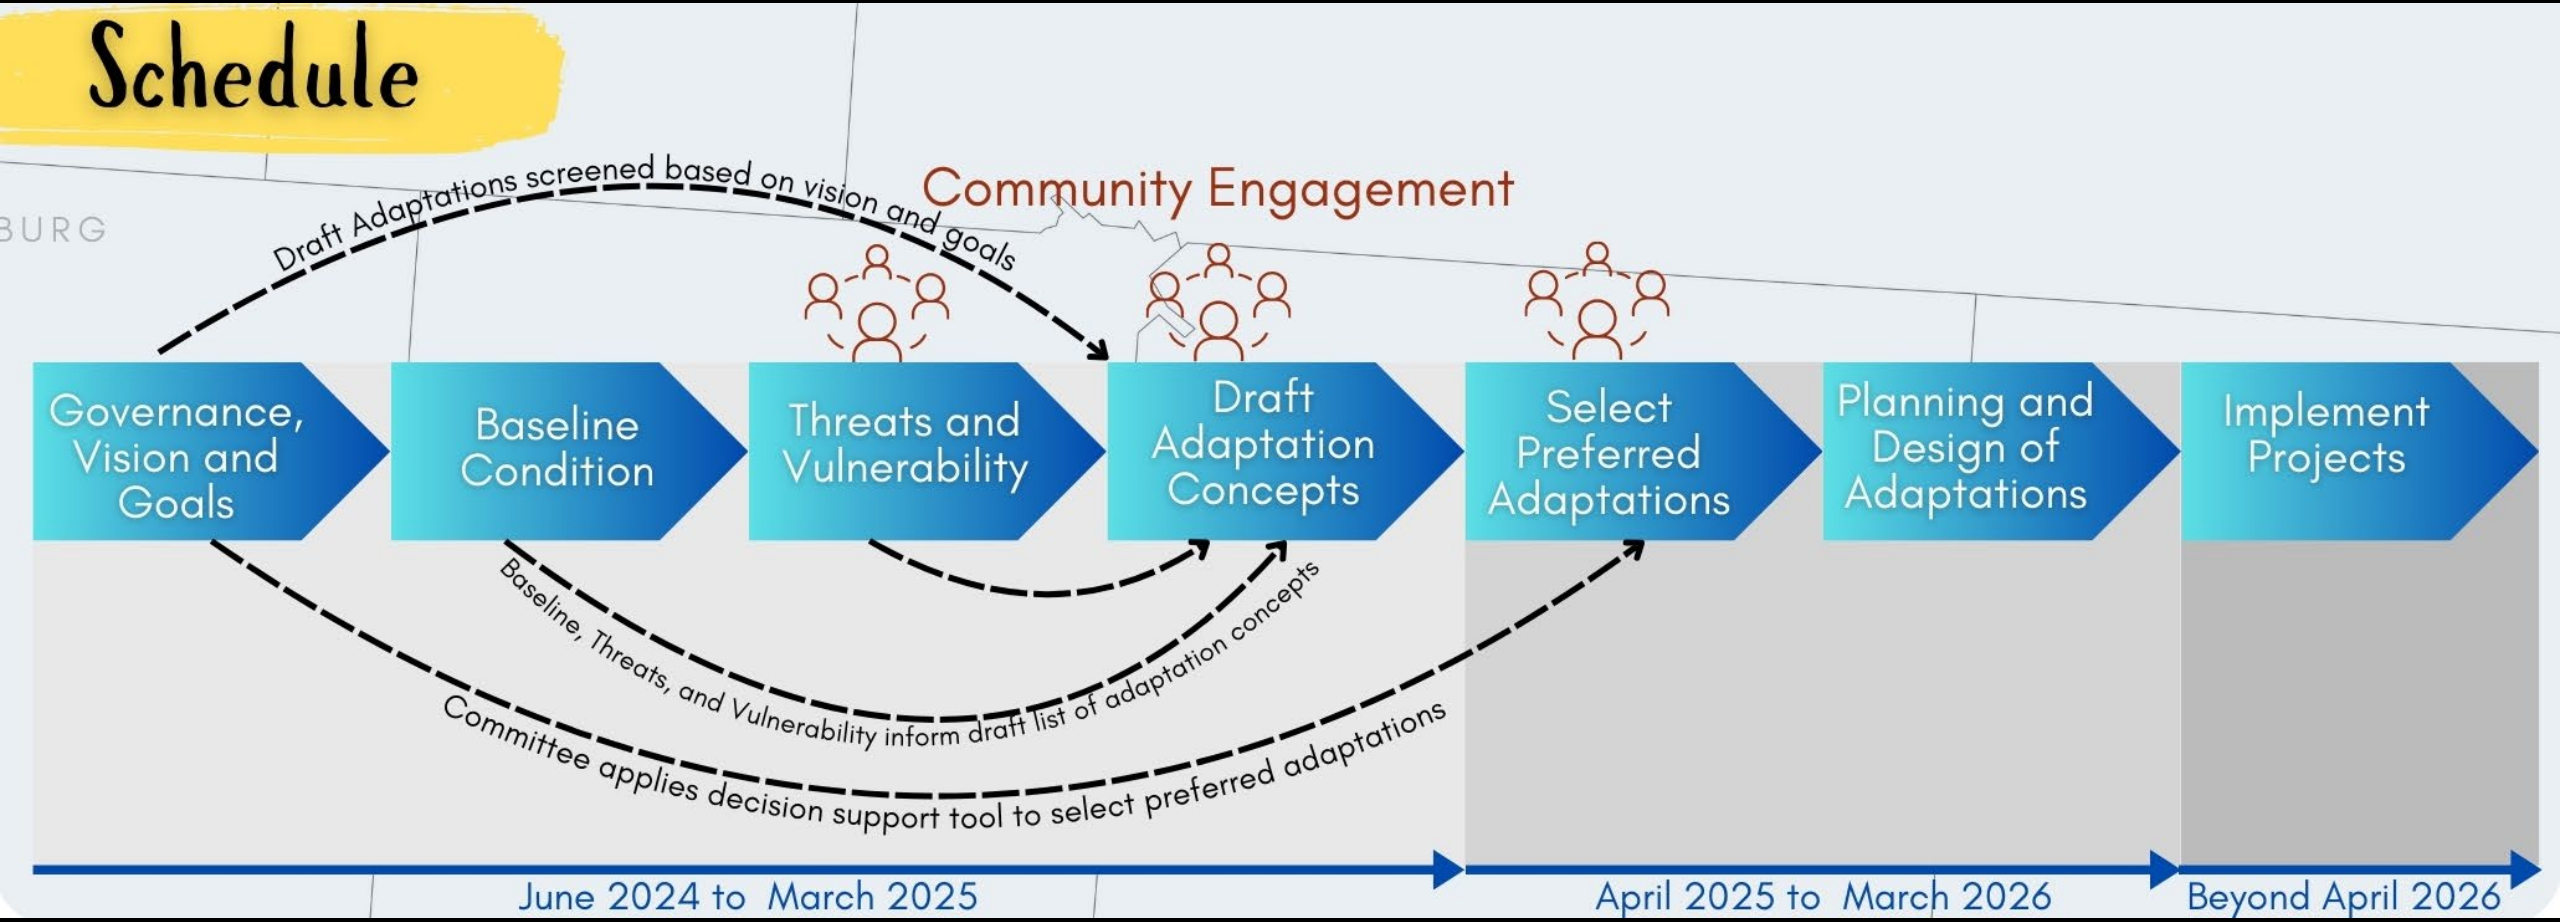 Schedule
BURG
Draft Adaptations screened based on vision and goals
Community Engagement
Governance,
Vision and
Goals
Baseline
Condition
Threats and
Vulnerability
Draft
Adaptation
Concepts
Select
Preferred
Adaptations
Planning and
Design of
Adaptations
Implement
Projects
Baseline, Threats, and Vulnerability inform draft list of adaptation concepts
Committee applies decision support tool to select preferred adaptations
June 2024 to March 2025
April 2025 to March 2026
Beyond April 2026